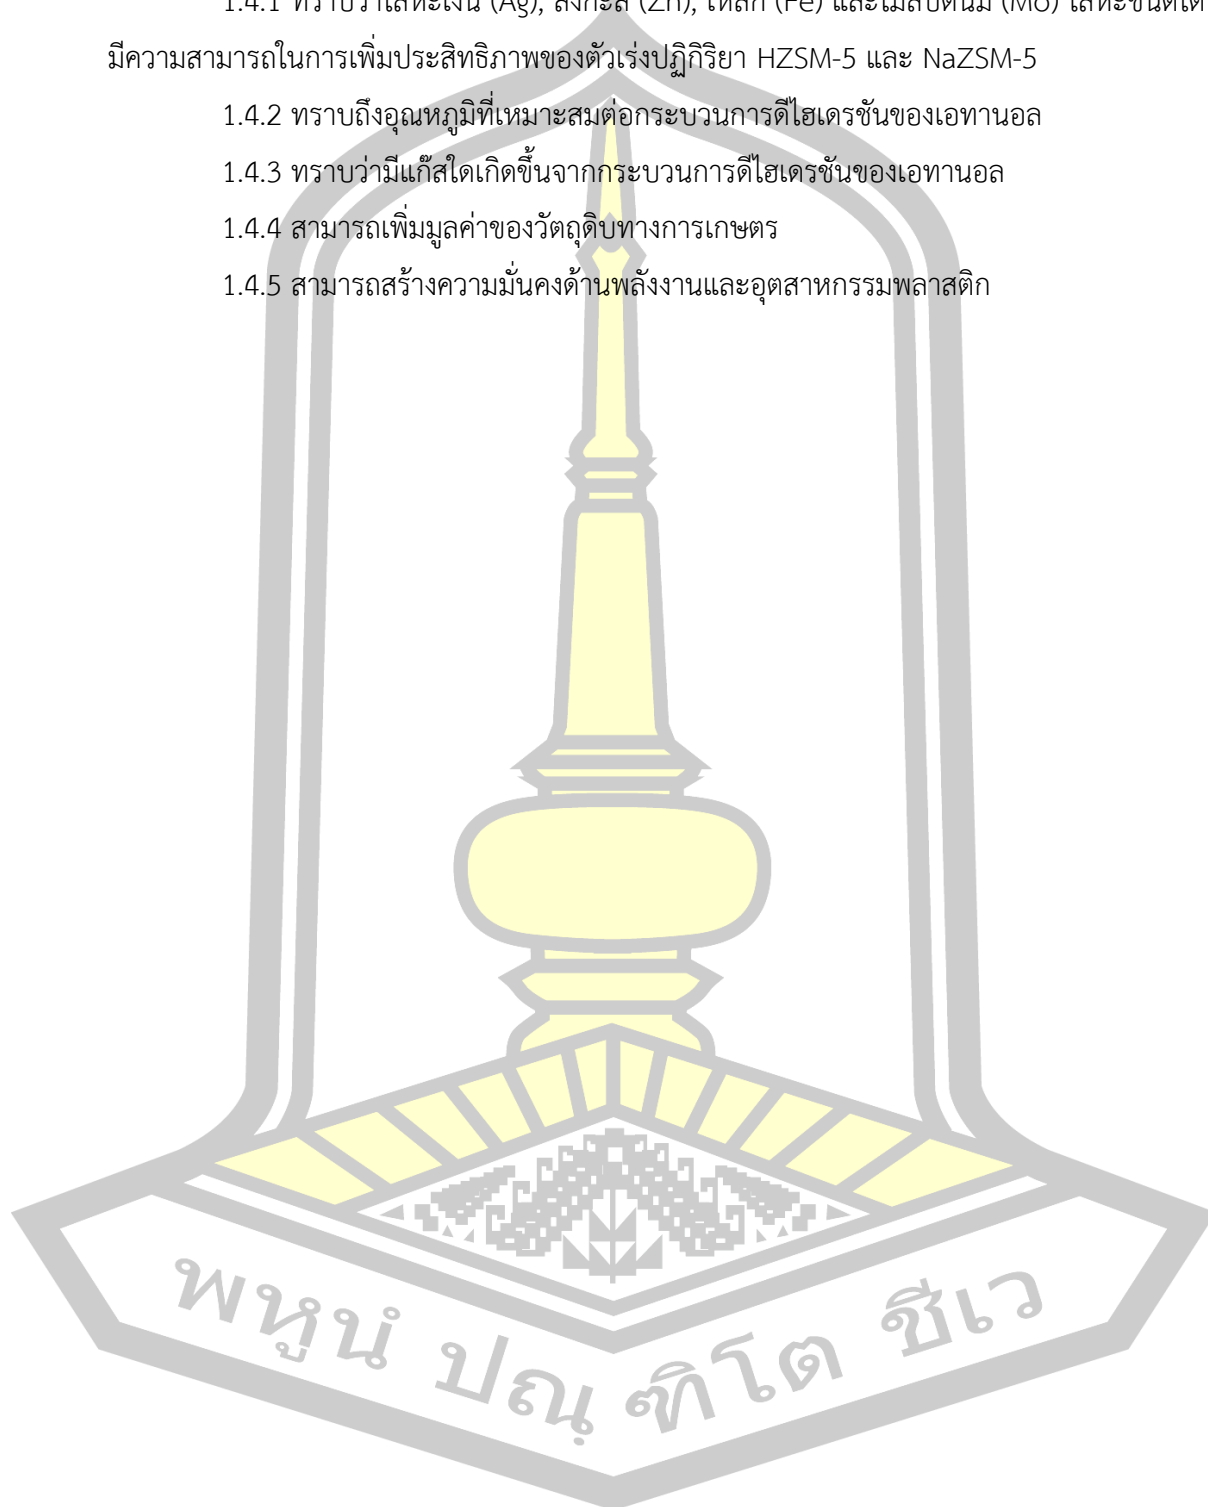 1.4.1 ทราบว่าโลหะเงิน (Ag), สังกะสี (Zn), เหล็ก (Fe) และโมลิบดินัม (Mo) โลหะชนิดใด
มีความสามารถในการเพิ่มประสิทธิภาพของตัวเร่งปฏิกิริยา HZSM-5 และ NaZSM-5
1.4.2 ทราบถึงอุณหภูมิที่เหมาะสมต่อกระบวนการดีไฮเดรชันของเอทานอล
1.4.3 ทราบว่ามีแก๊สใดเกิดขึ้นจากกระบวนการดีไฮเดรชันของเอทานอล
1.4.4 สามารถเพิ่มมูลค่าของวัตถุดิบทางการเกษตร
1.4.5 สามารถสร้างความมั่นคงด้านพลังงานและอุตสาหกรรมพลาสติก
พหูนํ ปณฺฑิโต ชีเว